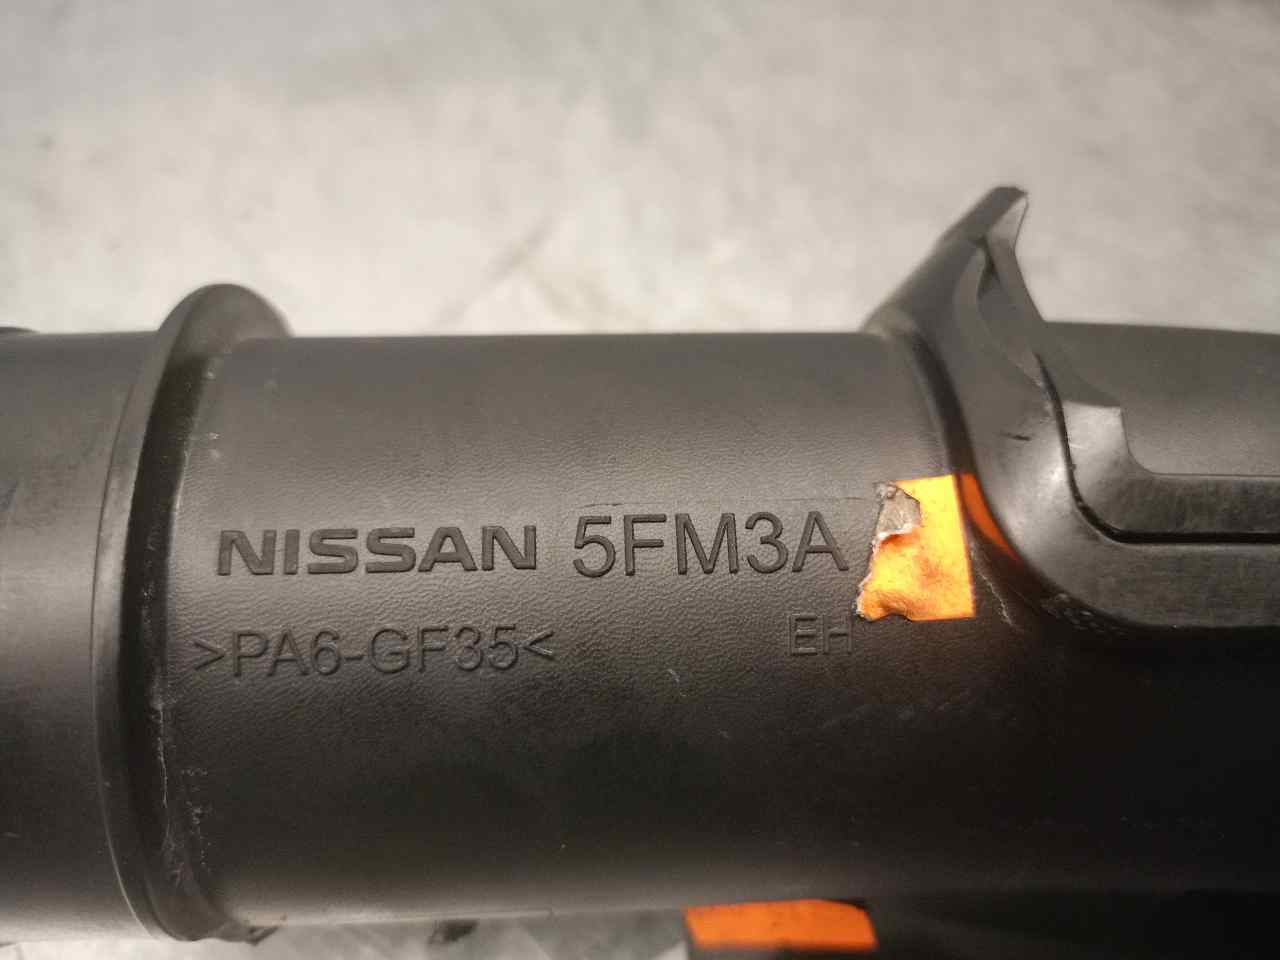 NISSAN 5FM3A
>PA6-GF35< EH